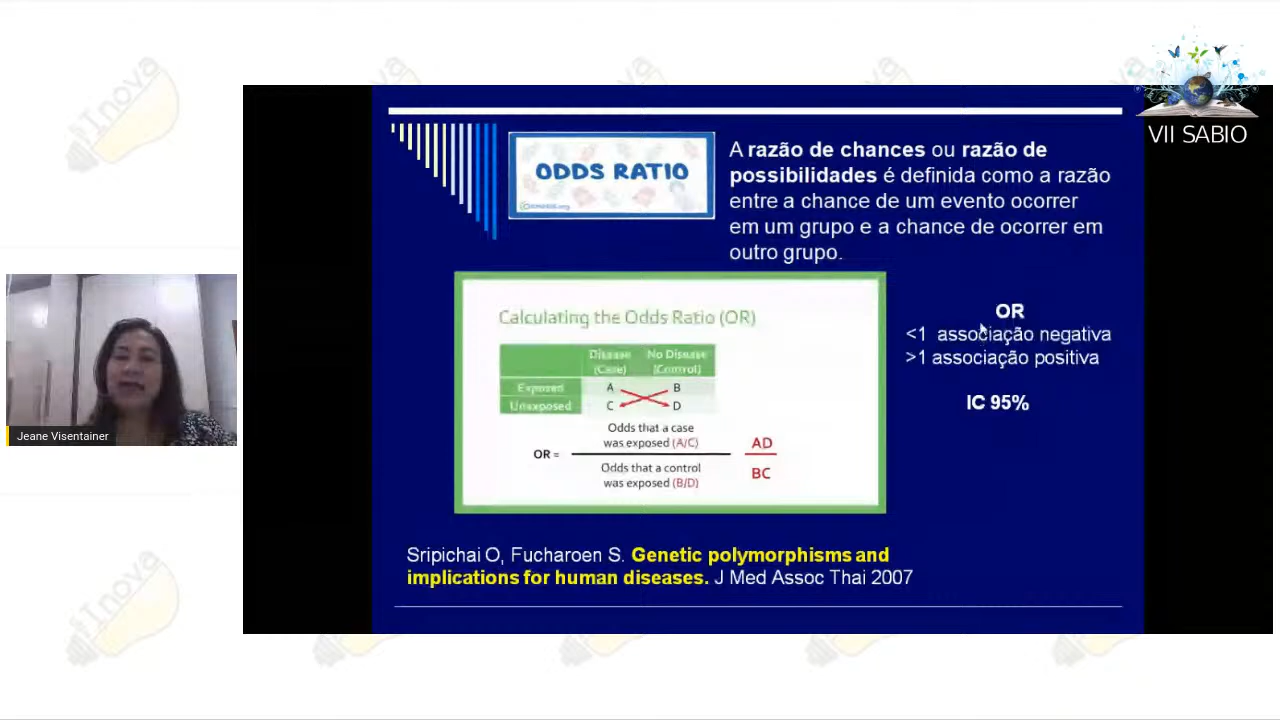 VII SABIO
ODDS RATIO
A razão de chances ou razão de
possibilidades é definida como a razão
entre a chance de um evento ocorrer
em um grupo e a chance de ocorrer em
outro grupo.
Calculating the Odds Ratio (OR)
Disease (Case) No Disease (Control)
Exposed A B
Unexposed C D
OR =
Odds that a case
was exposed (A/C)
Odds that a control
was exposed (B/D)
AD
BC
OR
<1 associação negativa
>1 associação positiva
IC 95%
Jeane Visentainer
Sripichai O, Fucharoen S. Genetic polymorphisms and
implications for human diseases. J Med Assoc Thai 2007
Inova
Inova